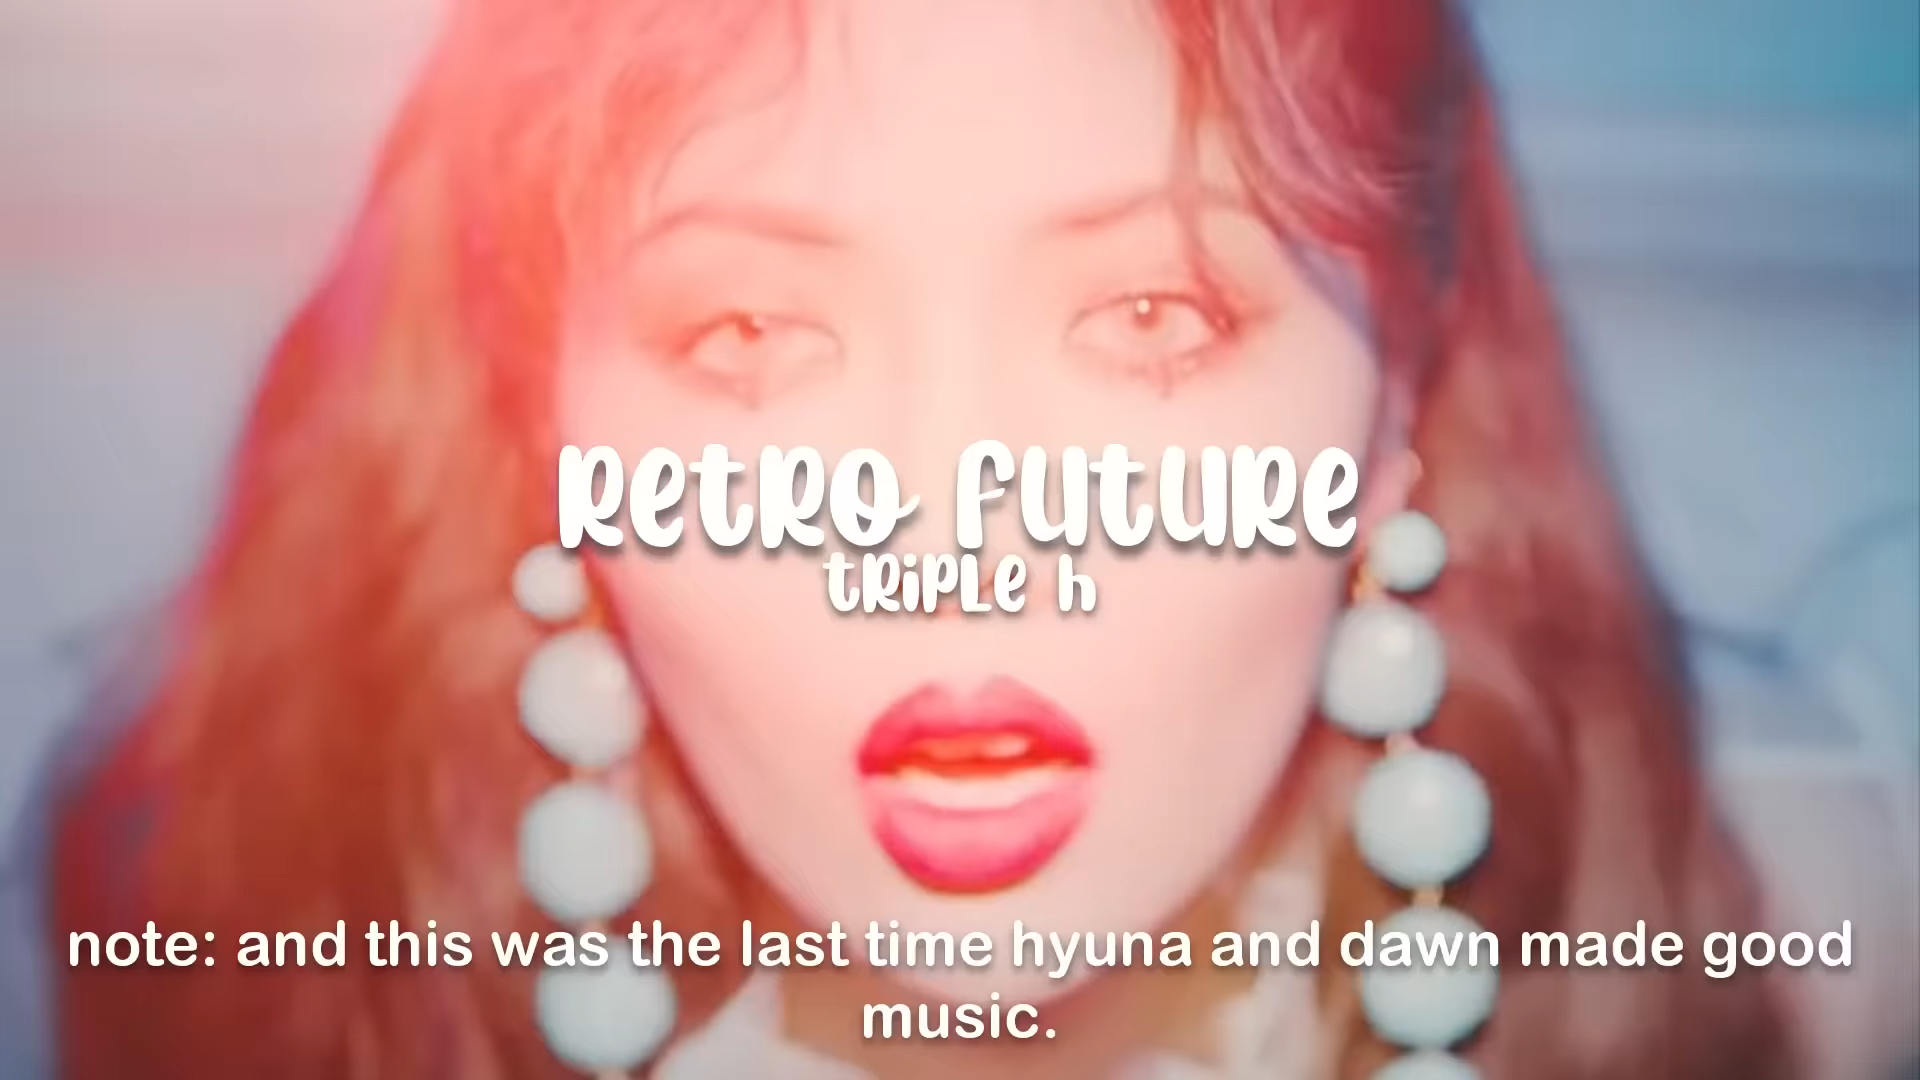 Retro Future
triple h
note: and this was the last time hyuna and dawn made good
music.